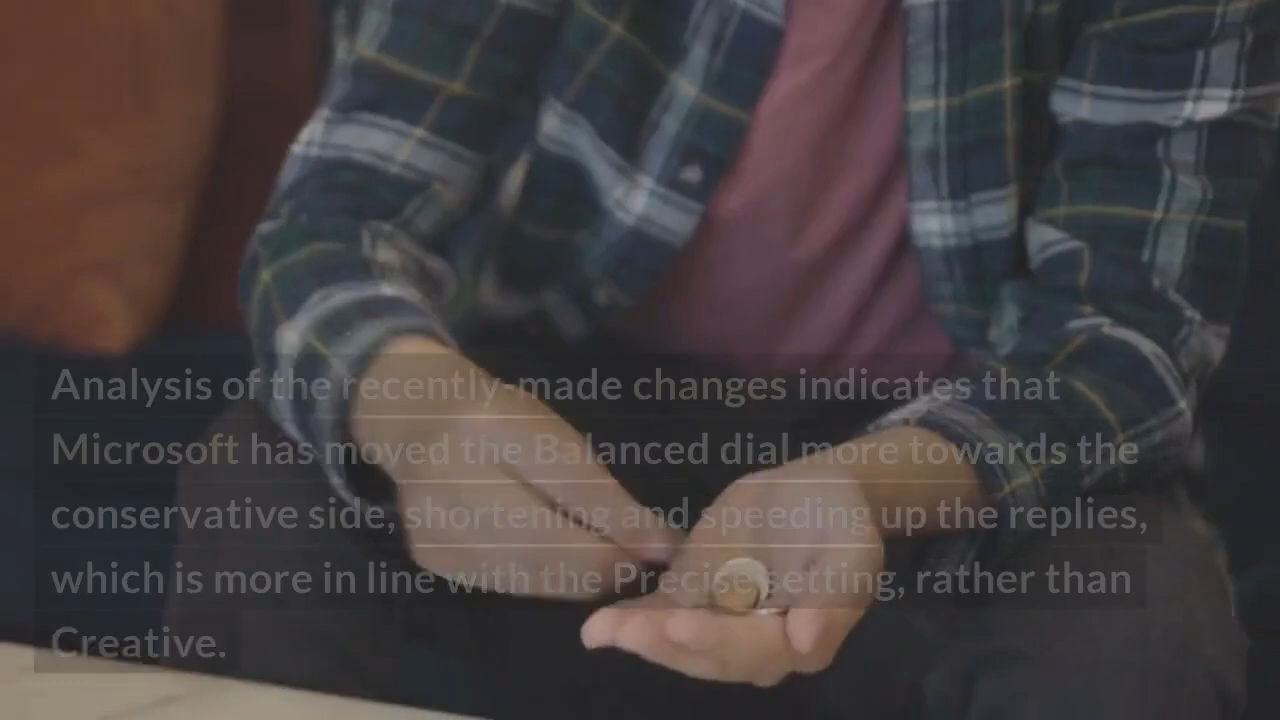 Analysis of the recently-made changes indicates that
Microsoft has moved the Balanced dial more towards the
conservative side, shortening and speeding up the replies,
which is more in line with the Precise setting, rather than
Creative.